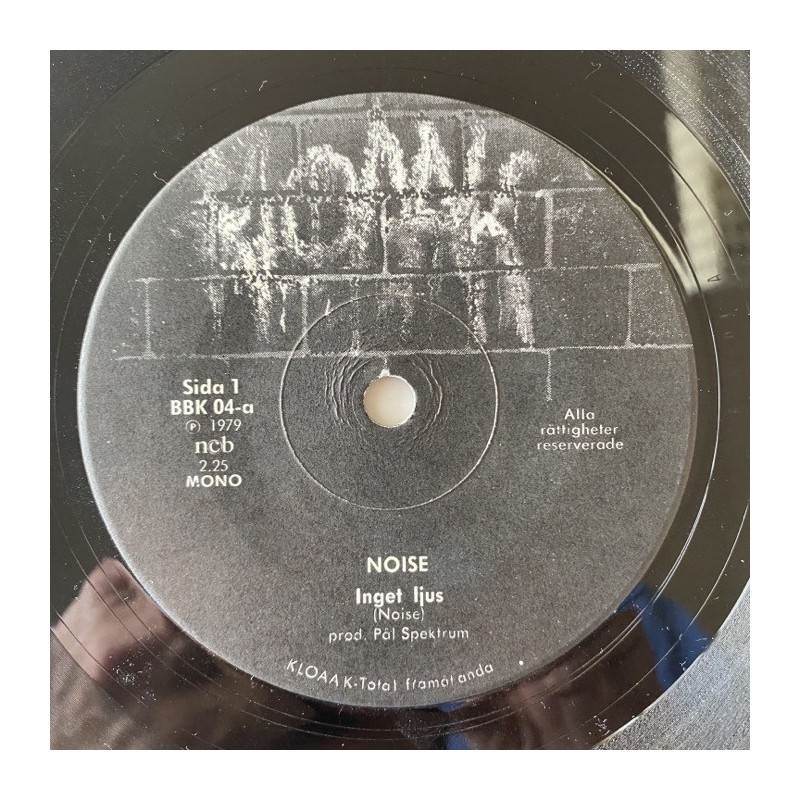 Sida 1
BBK 04-a
℗ 1979
ncb
2.25
MONO
Alla
rättigheter
reserverade
NOISE
Inget ljus
(Noise)
prod. Pål Spektrum
KLOAAK-Total framåtanda